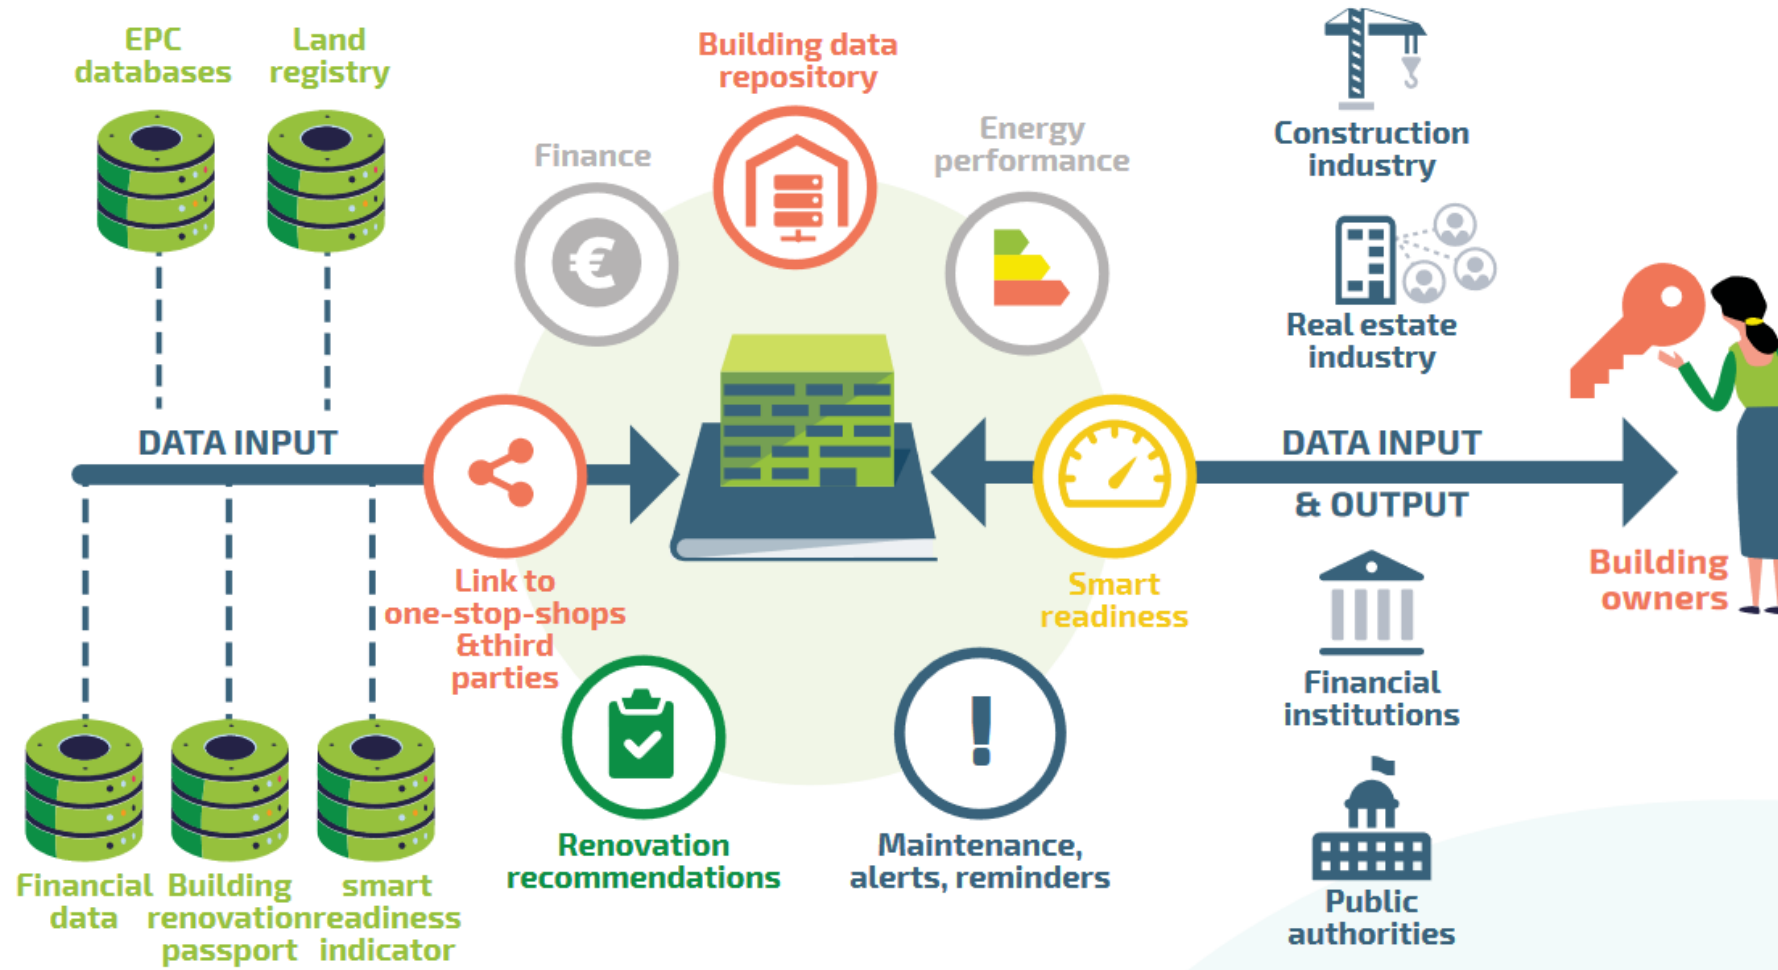 EPC
databases
Land
registry
Building data
repository
Finance
Energy
performance
Construction
industry
Real estate
industry
DATA INPUT
DATA INPUT
& OUTPUT
Link to
one-stop-shops
&third
parties
Smart
readiness
Building
owners
Financial
institutions
Renovation
recommendations
Maintenance,
alerts, reminders
Public
authorities
Financial
data
Building
renovation
passport
smart
readiness
indicator